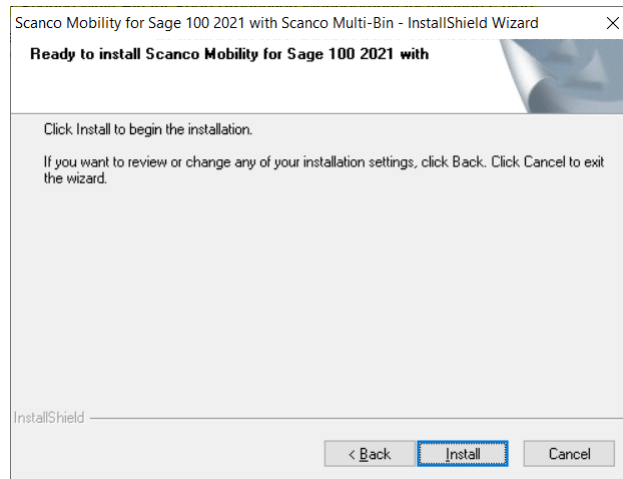 Scanco Mobility for Sage 100 2021 with Scanco Multi-Bin - InstallShield Wizard
Ready to install Scanco Mobility for Sage 100 2021 with
Click Install to begin the installation.
If you want to review or change any of your installation settings, click Back. Click Cancel to exit
the wizard.
InstallShield
< Back Install Cancel